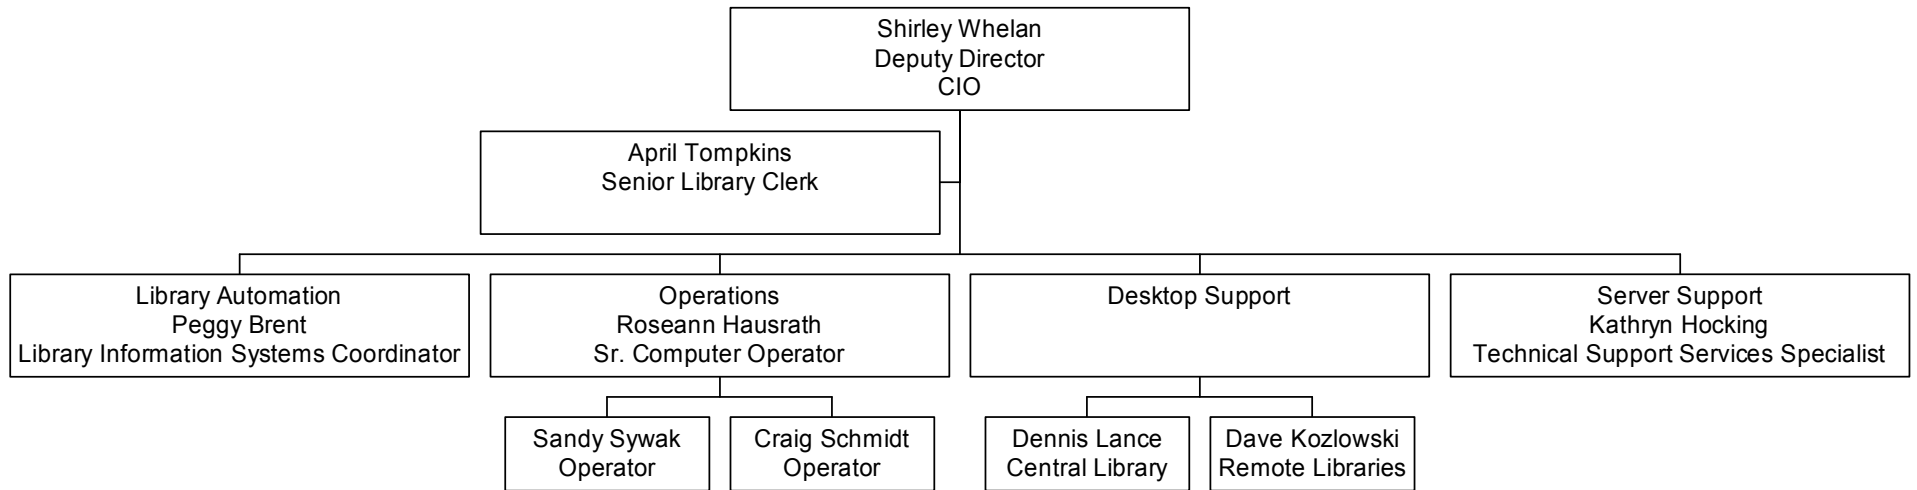 Shirley Whelan
Deputy Director
CIO
April Tompkins
Senior Library Clerk
Library Automation
Peggy Brent
Library Information Systems Coordinator
Operations
Roseann Hausrath
Sr. Computer Operator
Desktop Support
Server Support
Kathryn Hocking
Technical Support Services Specialist
Sandy Sywak
Operator
Craig Schmidt
Operator
Dennis Lance
Central Library
Dave Kozlowski
Remote Libraries